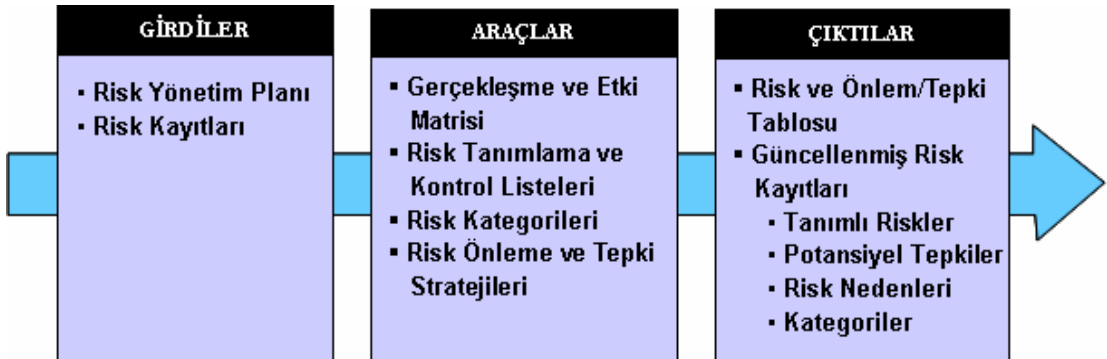 GİRDİLER
▪ Risk Yönetim Planı
▪ Risk Kayıtları
ARAÇLAR
▪ Gerçekleşme ve Etki
Matrisi
▪ Risk Tanımlama ve
Kontrol Listeleri
▪ Risk Kategorileri
▪ Risk Önleme ve Tepki
Stratejileri
ÇIKTILAR
▪ Risk ve Önlem/Tepki
Tablosu
▪ Güncellenmiş Risk
Kayıtları
▪ Tanımlı Riskler
▪ Potansiyel Tepkiler
▪ Risk Nedenleri
▪ Kategoriler